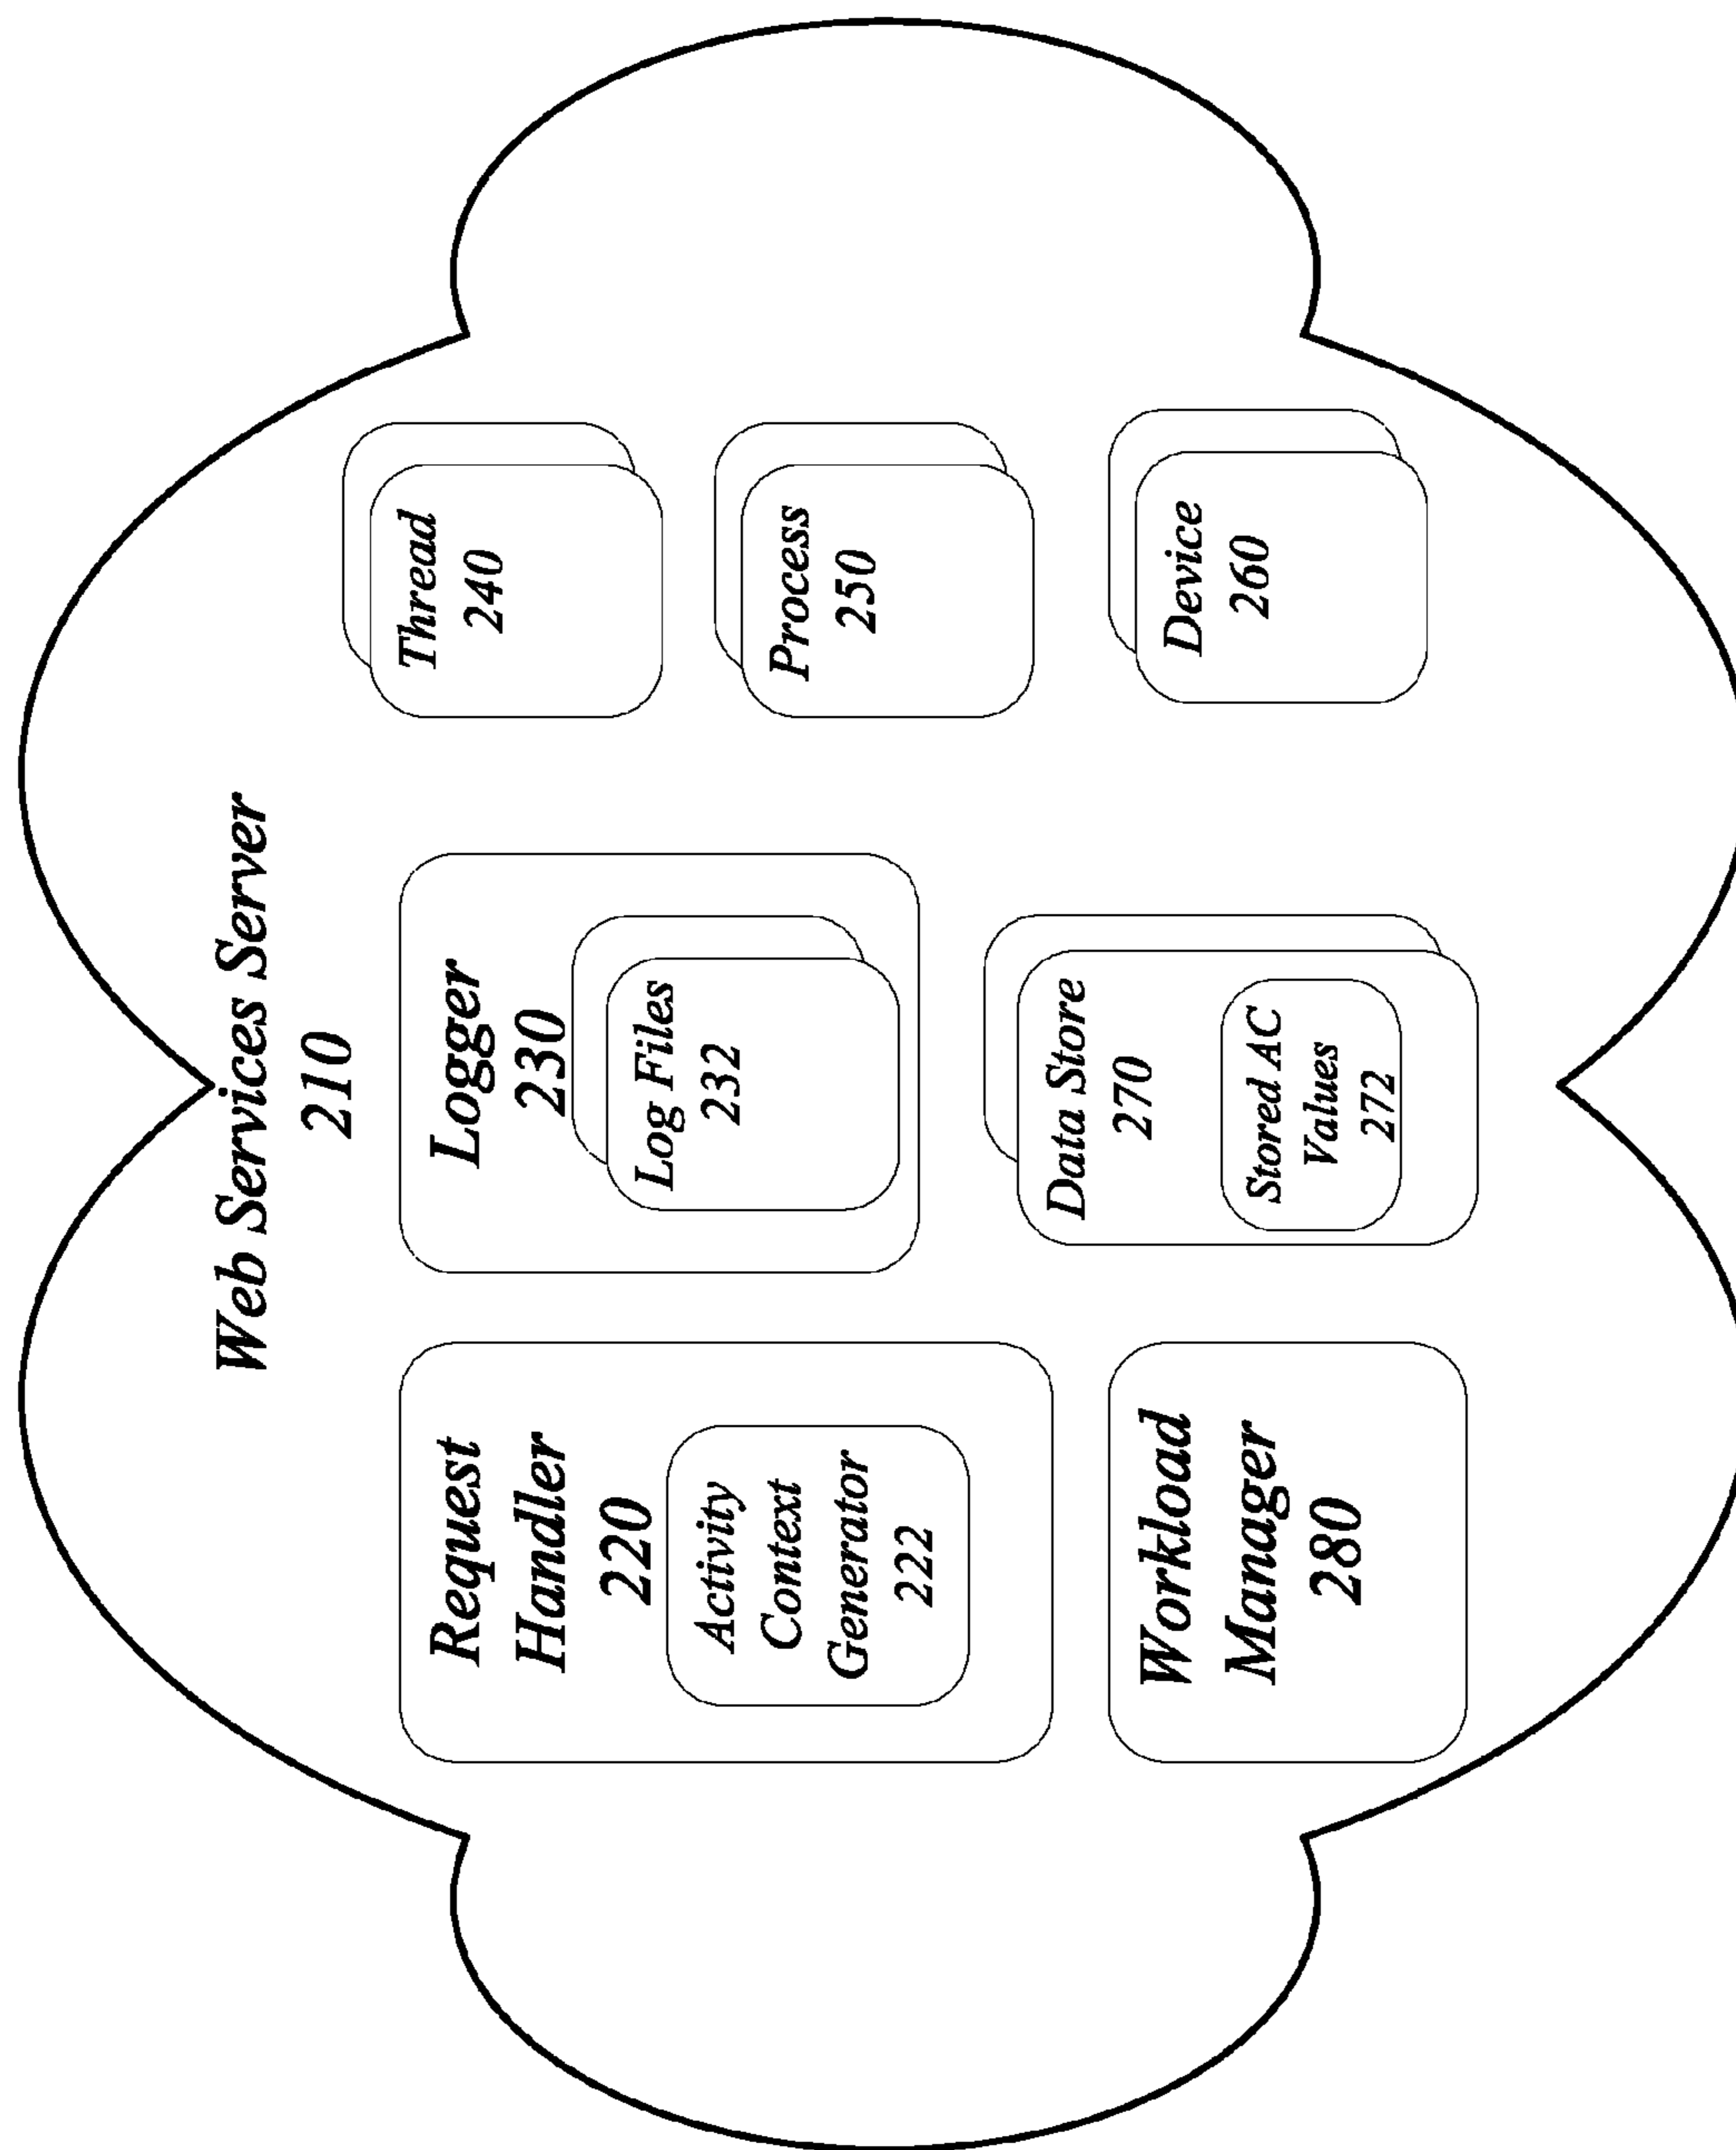 Web Services Server
210
Request
Handler
220
Activity
Context
Generator
222
Logger
230
Log Files
232
Thread
240
Process
250
Workload
Manager
280
Data Store
270
Stored AC
Values
272
Device
260